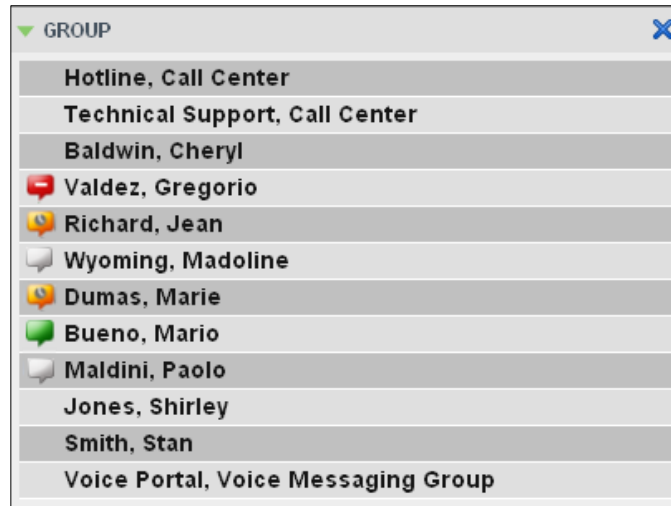 GROUP
Hotline, Call Center
Technical Support, Call Center
Baldwin, Cheryl
Valdez, Gregorio
Richard, Jean
Wyoming, Madoline
Dumas, Marie
Bueno, Mario
Maldini, Paolo
Jones, Shirley
Smith, Stan
Voice Portal, Voice Messaging Group